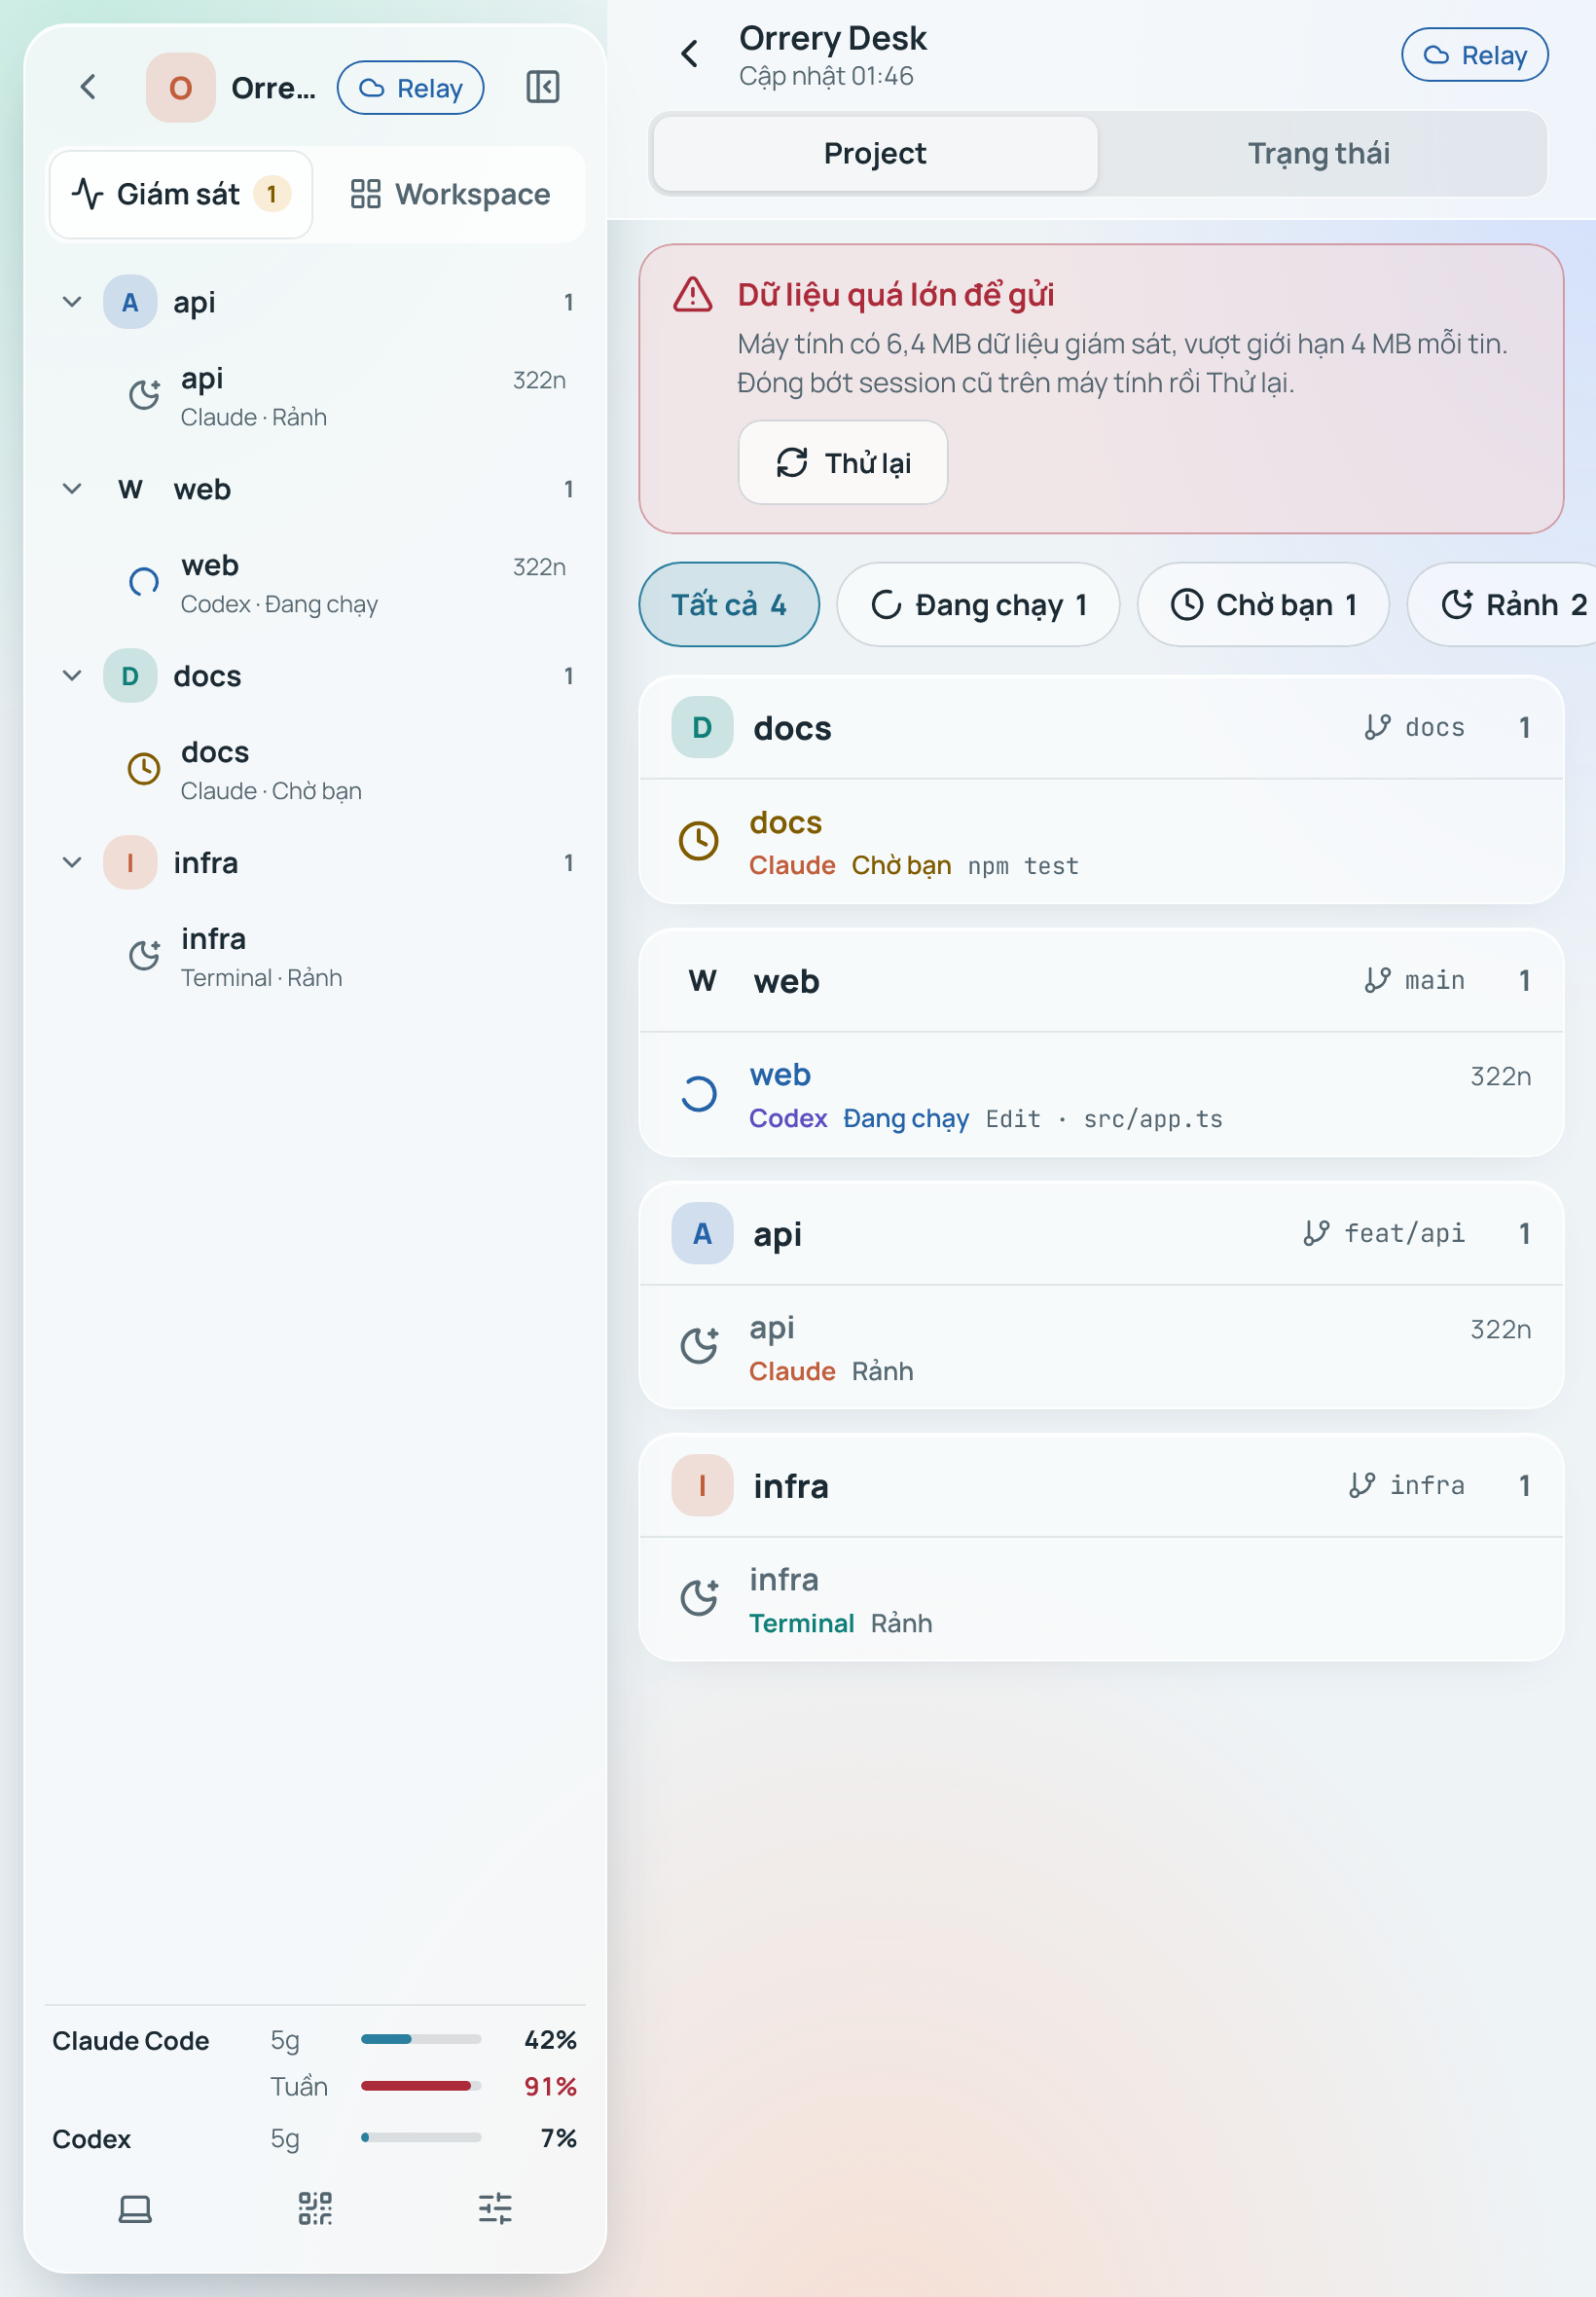 O
Orre...
Relay
Giám sát 1
Workspace
A api 1
api 322n
Claude · Rảnh
W web 1
web 322n
Codex · Đang chạy
D docs 1
docs
Claude · Chờ bạn
I infra 1
infra
Terminal · Rảnh
Claude Code 5g 42%
Tuần 91%
Codex 5g 7%
Orrery Desk
Cập nhật 01:46
Relay
Project
Trạng thái
Dữ liệu quá lớn để gửi
Máy tính có 6,4 MB dữ liệu giám sát, vượt giới hạn 4 MB mỗi tin.
Đóng bớt session cũ trên máy tính rồi Thử lại.
Thử lại
Tất cả 4
Đang chạy 1
Chờ bạn 1
Rảnh 2
D docs docs 1
docs
Claude Chờ bạn npm test
W web main 1
web 322n
Codex Đang chạy Edit · src/app.ts
A api feat/api 1
api 322n
Claude Rảnh
I infra infra 1
infra
Terminal Rảnh